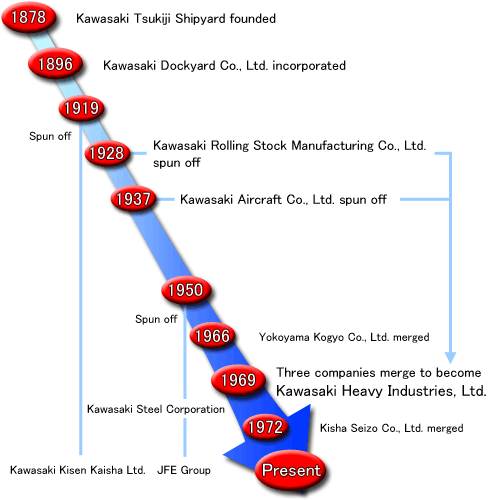 1878 Kawasaki Tsukiji Shipyard founded
1896 Kawasaki Dockyard Co., Ltd. incorporated
1919
Spun off
1928 Kawasaki Rolling Stock Manufacturing Co., Ltd.
spun off
1937 Kawasaki Aircraft Co., Ltd. spun off
1950
Spun off
1966 Yokoyama Kogyo Co., Ltd. merged
1969 Three companies merge to become
Kawasaki Heavy Industries, Ltd.
Kawasaki Steel Corporation
1972 Kisha Seizo Co., Ltd. merged
Kawasaki Kisen Kaisha Ltd. JFE Group
Present